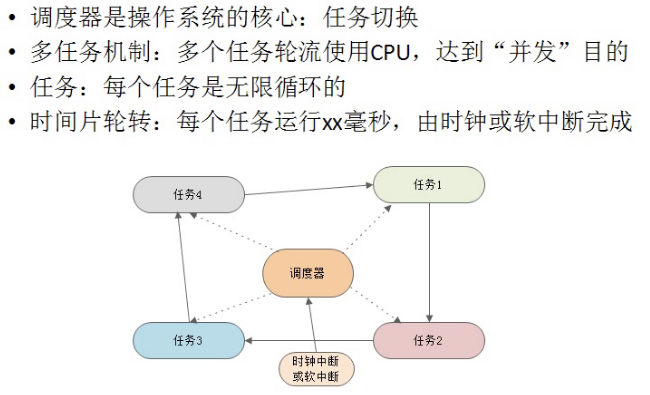 • 调度器是操作系统的核心：任务切换
• 多任务机制：多个任务轮流使用CPU，达到“并发”目的
• 任务：每个任务是无限循环的
• 时间片轮转：每个任务运行xx毫秒，由时钟或软中断完成
任务4
任务1
调度器
任务3
任务2
时钟中断
或软中断